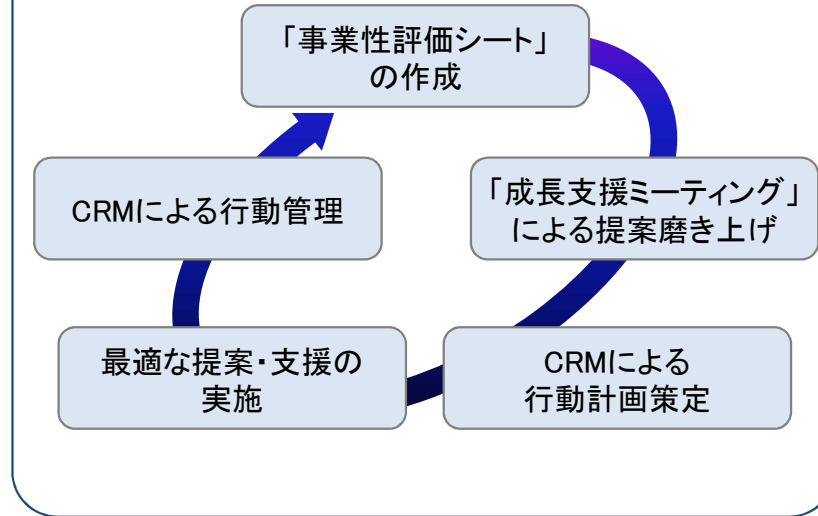 「事業性評価シート」
の作成
「成長支援ミーティング」
による提案磨き上げ
CRMによる
行動計画策定
最適な提案・支援の
実施
CRMによる行動管理